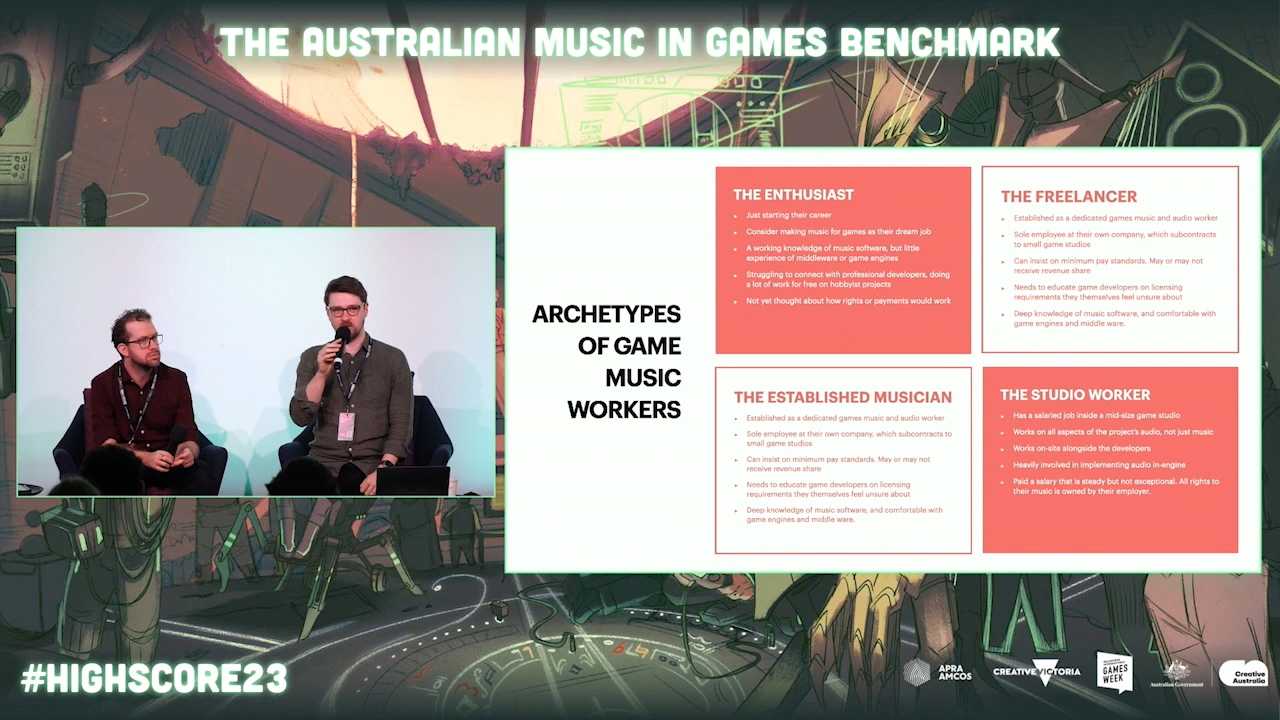 THE AUSTRALIAN MUSIC IN GAMES BENCHMARK
ARCHETYPES
OF GAME
MUSIC
WORKERS
THE ENTHUSIAST
Just starting their career
Consider making music for games as their dream job
A working knowledge of music software, but little
experience of middleware or game engines
Struggling to connect with professional developers, doing
a lot of work for free on hobbyist projects
Not yet thought about how rights or payments would work
THE FREELANCER
Established as a dedicated games music and audio worker
Sole employee at their own company, which subcontracts
to small game studios
Can insist on minimum pay standards. May or may not
receive revenue share
Needs to educate game developers on licensing
requirements they themselves feel unsure about
Deep knowledge of music software, and comfortable with
game engines and middle ware.
THE ESTABLISHED MUSICIAN
Established as a dedicated games music and audio worker
Sole employee at their own company, which subcontracts to
small game studios
Can insist on minimum pay standards. May or may not
receive revenue share
Needs to educate game developers on licensing
requirements they themselves feel unsure about
Deep knowledge of music software, and comfortable with
game engines and middle ware.
THE STUDIO WORKER
Has a salaried job inside a mid-size game studio
Works on all aspects of the project's audio, not just music
Works on-site alongside the developers
Heavily involved in implementing audio in-engine
Paid a salary that is steady but not exceptional. All rights to
their music is owned by their employer.
#HIGHSCORE23
APRA
AMCOS
CREATIVE VICTORIA
GAMES
WEEK
Australian Government
Creative
Australia